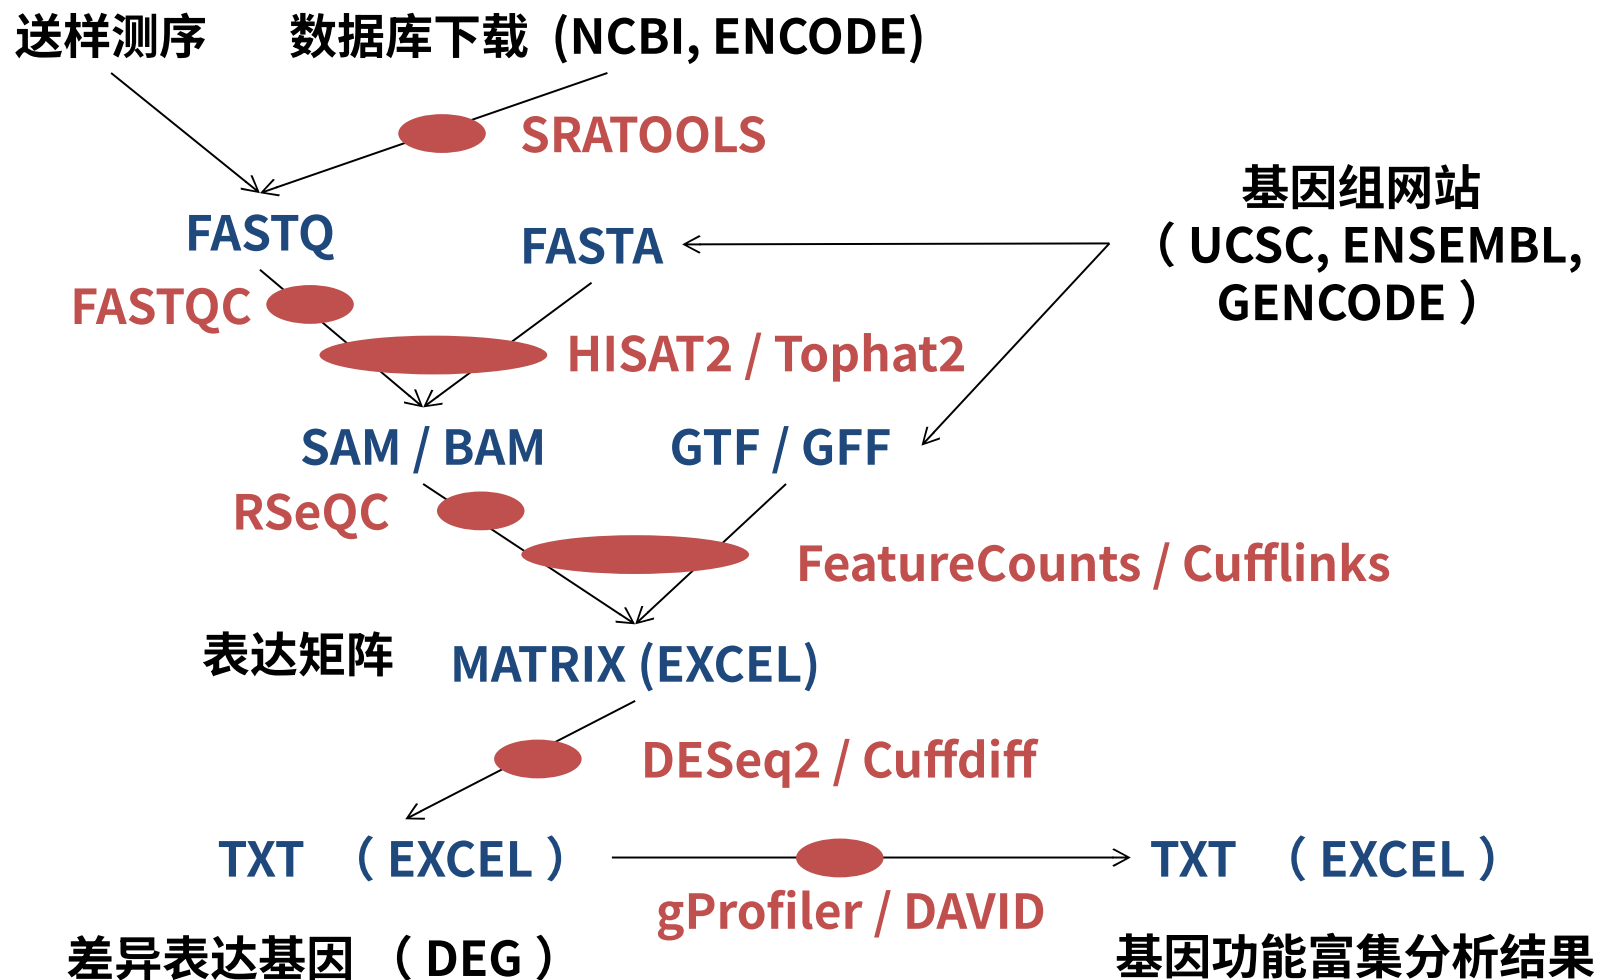 送样测序
数据库下载 (NCBI, ENCODE)
SRATOOLS
基因组网站
（ UCSC, ENSEMBL,
GENCODE ）
FASTQ
FASTA
FASTQC
HISAT2 / Tophat2
SAM / BAM
GTF / GFF
RSeQC
FeatureCounts / Cufflinks
表达矩阵
MATRIX (EXCEL)
DESeq2 / Cuffdiff
TXT （ EXCEL ）
TXT （ EXCEL ）
gProfiler / DAVID
差异表达基因 （ DEG ）
基因功能富集分析结果